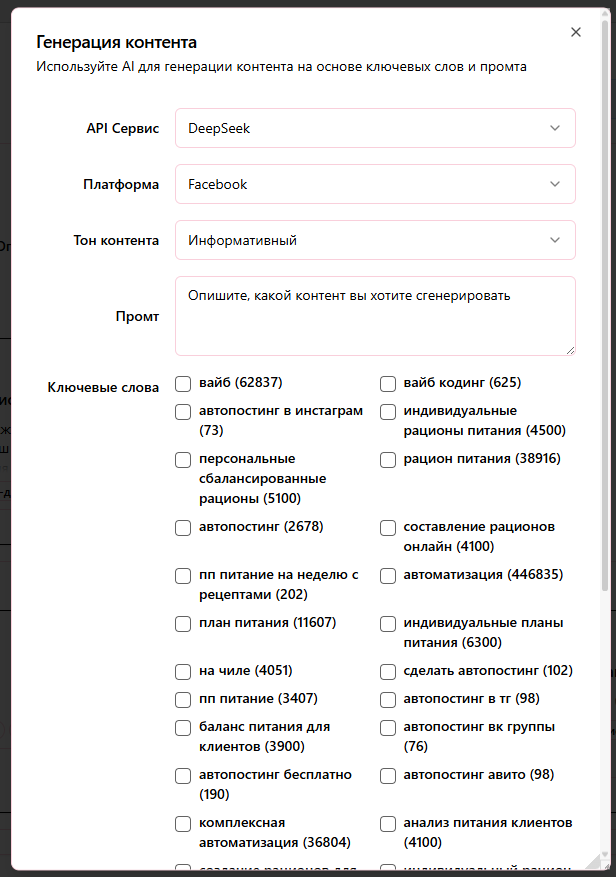 Генерация контента
Используйте AI для генерации контента на основе ключевых слов и промта
API Сервис
DeepSeek
Платформа
Facebook
Тон контента
Информативный
Промт
Опишите, какой контент вы хотите сгенерировать
Ключевые слова
вайб (62837)
вайб кодинг (625)
автопостинг в инстаграм
(73)
индивидуальные
рационы питания (4500)
персональные
сбалансированные
рационы (5100)
рацион питания (38916)
автопостинг (2678)
составление рационов
онлайн (4100)
пп питание на неделю с
рецептами (202)
автоматизация (446835)
план питания (11607)
индивидуальные планы
питания (6300)
на чиле (4051)
сделать автопостинг (102)
пп питание (3407)
автопостинг в тг (98)
баланс питания для
клиентов (3900)
автопостинг вк группы
(76)
автопостинг бесплатно
(190)
автопостинг авито (98)
комплексная
автоматизация (36804)
анализ питания клиентов
(4100)